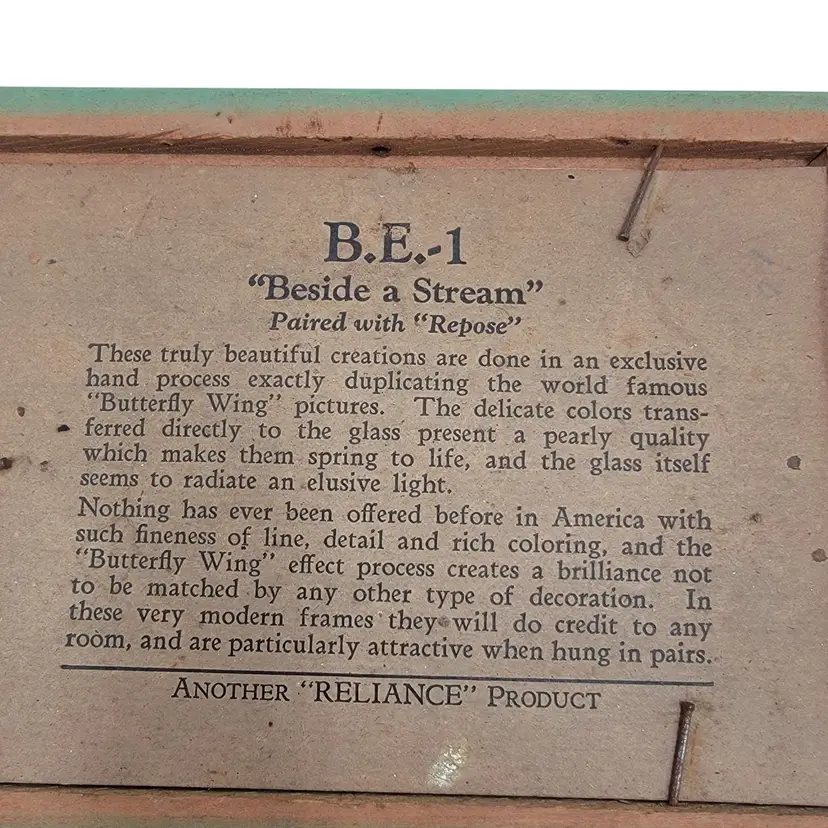 B.E.-1
"Beside a Stream"
Paired with "Repose"
These truly beautiful creations are done in an exclusive
hand process exactly duplicating the world famous
"Butterfly Wing" pictures. The delicate colors trans-
ferred directly to the glass present a pearly quality
which makes them spring to life, and the glass itself
seems to radiate an elusive light.
Nothing has ever been offered before in America with
such fineness of line, detail and rich coloring, and the
"Butterfly Wing" effect process creates a brilliance not
to be matched by any other type of decoration. In
these very modern frames they will do credit to any
room, and are particularly attractive when hung in pairs.
ANOTHER "RELIANCE" PRODUCT